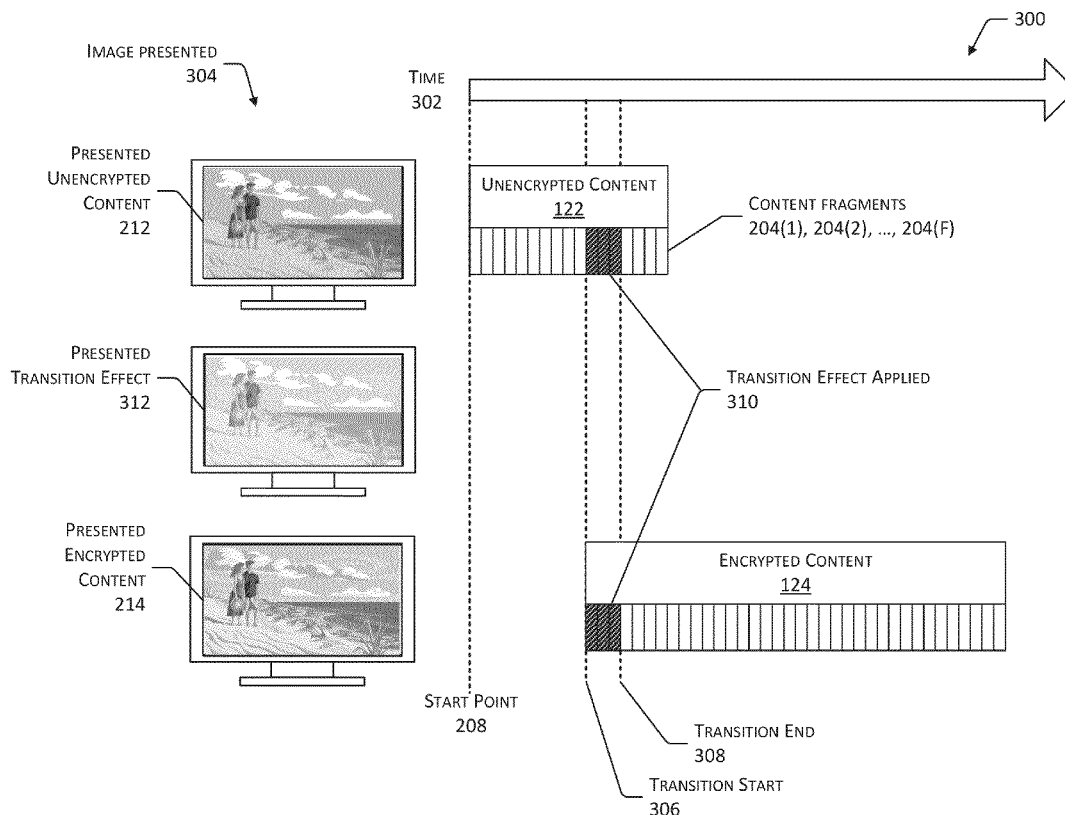 300
IMAGE PRESENTED
304
TIME
302
PRESENTED
UNENCRYPTED
CONTENT
212
UNENCRYPTED CONTENT
122
CONTENT FRAGMENTS
204(1), 204(2), ..., 204(F)
PRESENTED
TRANSITION EFFECT
312
TRANSITION EFFECT APPLIED
310
PRESENTED
ENCRYPTED
CONTENT
214
ENCRYPTED CONTENT
124
START POINT
208
TRANSITION END
308
TRANSITION START
306